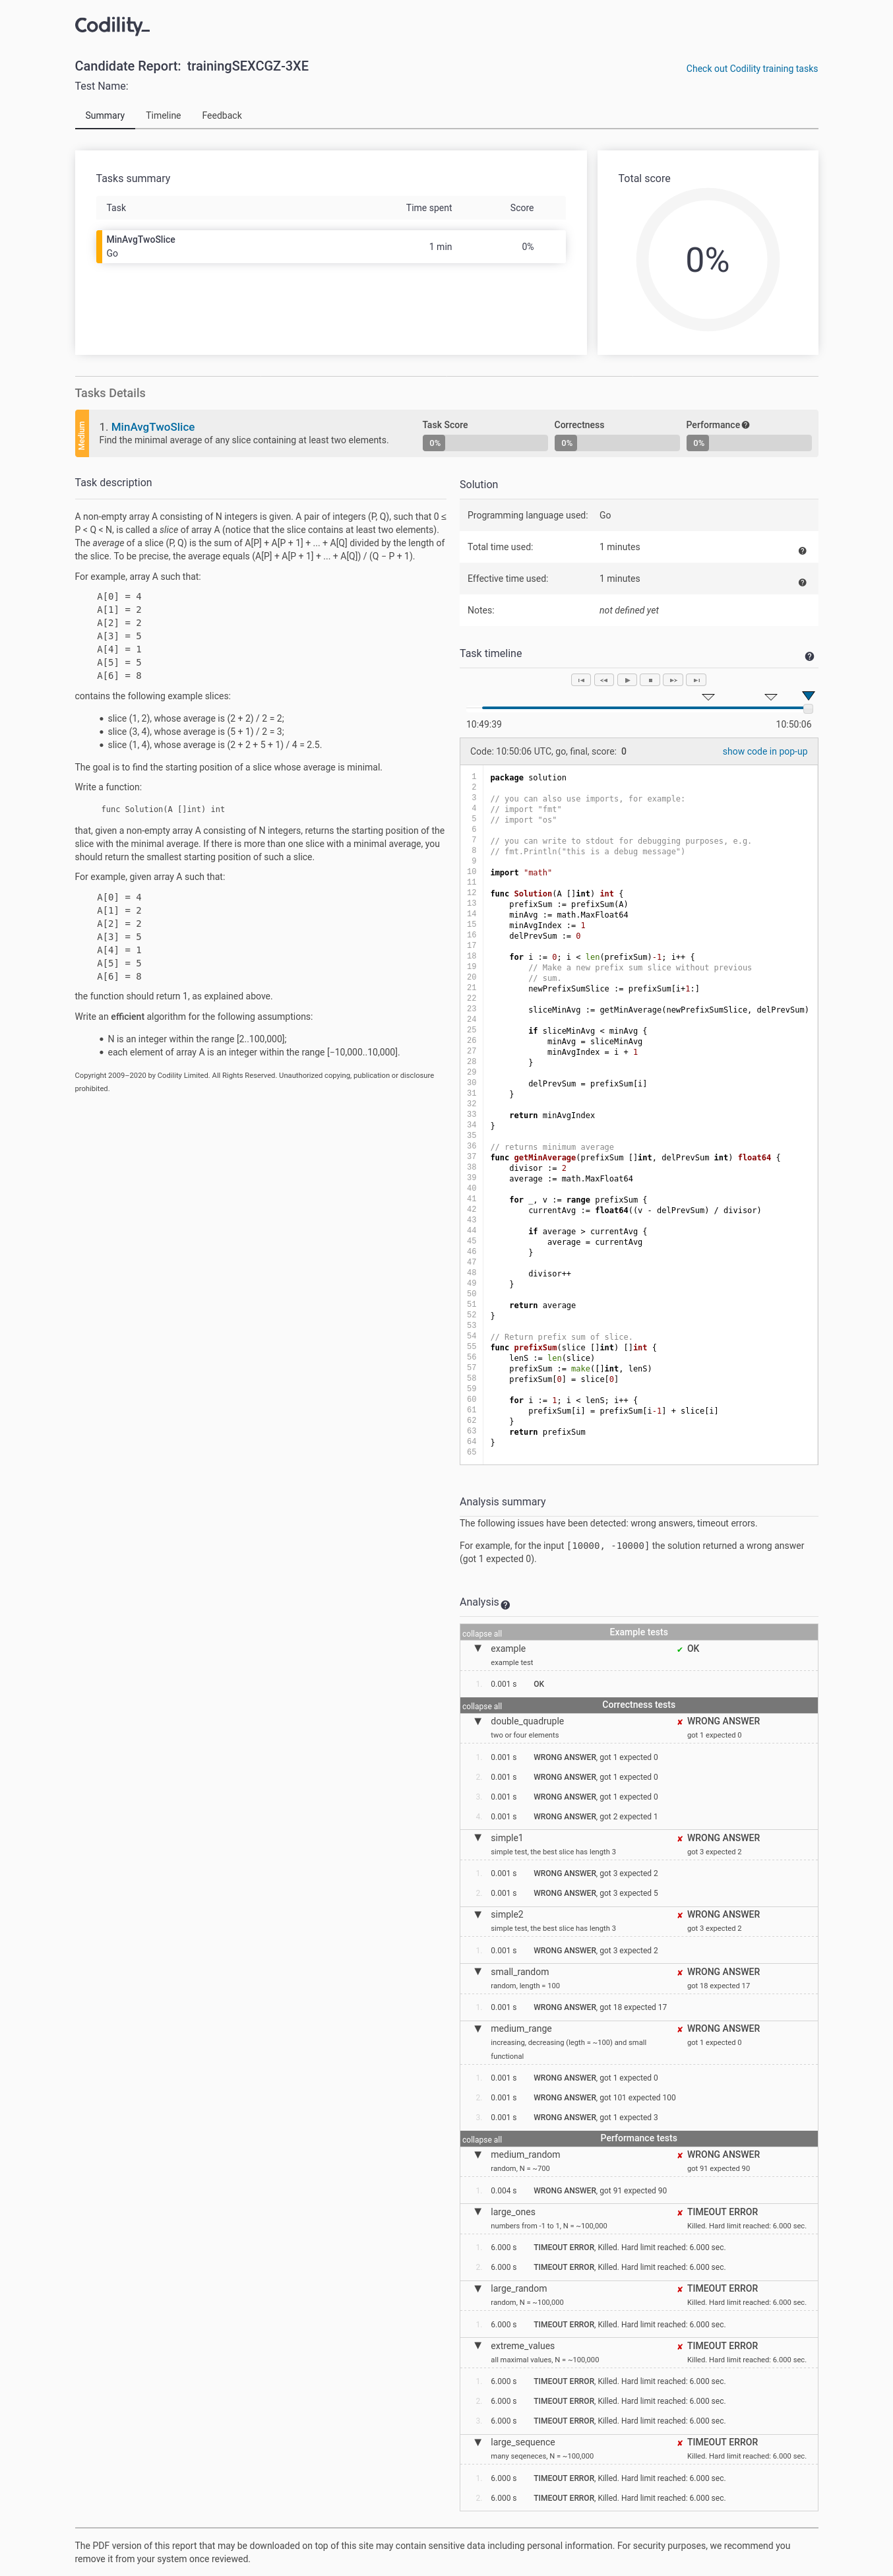 Codility_
Candidate Report: trainingSEXCGZ-3XE
Check out Codility training tasks
Test Name:
Summary Timeline Feedback
Tasks summary
Task Time spent Score
MinAvgTwoSlice
Go
1 min 0%
Total score
0%
Tasks Details
Medium
1. MinAvgTwoSlice
Find the minimal average of any slice containing at least two elements.
Task Score
0%
Correctness
0%
Performance
0%
Task description
A non-empty array A consisting of N integers is given. A pair of integers (P, Q), such that 0 ≤
P < Q < N, is called a slice of array A (notice that the slice contains at least two elements).
The average of a slice (P, Q) is the sum of A[P] + A[P + 1] + ... + A[Q] divided by the length of
the slice. To be precise, the average equals (A[P] + A[P + 1] + ... + A[Q]) / (Q − P + 1).
For example, array A such that:
A[0] = 4
A[1] = 2
A[2] = 2
A[3] = 5
A[4] = 1
A[5] = 5
A[6] = 8
contains the following example slices:
• slice (1, 2), whose average is (2 + 2) / 2 = 2;
• slice (3, 4), whose average is (5 + 1) / 2 = 3;
• slice (1, 4), whose average is (2 + 2 + 5 + 1) / 4 = 2.5.
The goal is to find the starting position of a slice whose average is minimal.
Write a function:
func Solution(A []int) int
that, given a non-empty array A consisting of N integers, returns the starting position of the
slice with the minimal average. If there is more than one slice with a minimal average, you
should return the smallest starting position of such a slice.
For example, given array A such that:
A[0] = 4
A[1] = 2
A[2] = 2
A[3] = 5
A[4] = 1
A[5] = 5
A[6] = 8
the function should return 1, as explained above.
Write an efficient algorithm for the following assumptions:
• N is an integer within the range [2..100,000];
• each element of array A is an integer within the range [−10,000..10,000].
Copyright 2009–2020 by Codility Limited. All Rights Reserved. Unauthorized copying, publication or disclosure
prohibited.
Solution
Programming language used: Go
Total time used: 1 minutes
Effective time used: 1 minutes
Notes: not defined yet
Task timeline
10:49:39 10:50:06
Code: 10:50:06 UTC, go, final, score: 0
show code in pop-up
1 package solution
2
3 // you can also use imports, for example:
4 // import "fmt"
5 // import "os"
6
7 // you can write to stdout for debugging purposes, e.g.
8 // fmt.Println("this is a debug message")
9
10 import "math"
11
12 func Solution(A []int) int {
13 prefixSum := prefixSum(A)
14 minAvg := math.MaxFloat64
15 minAvgIndex := 1
16 delPrevSum := 0
17
18 for i := 0; i < len(prefixSum)-1; i++ {
19 // Make a new prefix sum slice without previous
20 // sum.
21 newPrefixSumSlice := prefixSum[i+1:]
22
23 sliceMinAvg := getMinAverage(newPrefixSumSlice, delPrevSum)
24
25 if sliceMinAvg < minAvg {
26 minAvg = sliceMinAvg
27 minAvgIndex = i + 1
28 }
29
30 delPrevSum = prefixSum[i]
31 }
32
33 return minAvgIndex
34 }
35
36 // returns minimum average
37 func getMinAverage(prefixSum []int, delPrevSum int) float64 {
38 divisor := 2
39 average := math.MaxFloat64
40
41 for _, v := range prefixSum {
42 currentAvg := float64((v - delPrevSum) / divisor)
43
44 if average > currentAvg {
45 average = currentAvg
46 }
47
48 divisor++
49 }
50
51 return average
52 }
53
54 // Return prefix sum of slice.
55 func prefixSum(slice []int) []int {
56 lenS := len(slice)
57 prefixSum := make([]int, lenS)
58 prefixSum[0] = slice[0]
59
60 for i := 1; i < lenS; i++ {
61 prefixSum[i] = prefixSum[i-1] + slice[i]
62 }
63 return prefixSum
64 }
65
Analysis summary
The following issues have been detected: wrong answers, timeout errors.
For example, for the input [10000, -10000] the solution returned a wrong answer
(got 1 expected 0).
Analysis
collapse all Example tests
▼ example ✔ OK
example test
1. 0.001 s OK
collapse all Correctness tests
▼ double_quadruple ✘ WRONG ANSWER
two or four elements got 1 expected 0
1. 0.001 s WRONG ANSWER, got 1 expected 0
2. 0.001 s WRONG ANSWER, got 1 expected 0
3. 0.001 s WRONG ANSWER, got 1 expected 0
4. 0.001 s WRONG ANSWER, got 2 expected 1
▼ simple1 ✘ WRONG ANSWER
simple test, the best slice has length 3 got 3 expected 2
1. 0.001 s WRONG ANSWER, got 3 expected 2
2. 0.001 s WRONG ANSWER, got 3 expected 5
▼ simple2 ✘ WRONG ANSWER
simple test, the best slice has length 3 got 3 expected 2
1. 0.001 s WRONG ANSWER, got 3 expected 2
▼ small_random ✘ WRONG ANSWER
random, length = 100 got 18 expected 17
1. 0.001 s WRONG ANSWER, got 18 expected 17
▼ medium_range ✘ WRONG ANSWER
increasing, decreasing (legth = ~100) and small got 1 expected 0
functional
1. 0.001 s WRONG ANSWER, got 1 expected 0
2. 0.001 s WRONG ANSWER, got 101 expected 100
3. 0.001 s WRONG ANSWER, got 1 expected 3
collapse all Performance tests
▼ medium_random ✘ WRONG ANSWER
random, N = ~700 got 91 expected 90
1. 0.004 s WRONG ANSWER, got 91 expected 90
▼ large_ones ✘ TIMEOUT ERROR
numbers from -1 to 1, N = ~100,000 Killed. Hard limit reached: 6.000 sec.
1. 6.000 s TIMEOUT ERROR, Killed. Hard limit reached: 6.000 sec.
2. 6.000 s TIMEOUT ERROR, Killed. Hard limit reached: 6.000 sec.
▼ large_random ✘ TIMEOUT ERROR
random, N = ~100,000 Killed. Hard limit reached: 6.000 sec.
1. 6.000 s TIMEOUT ERROR, Killed. Hard limit reached: 6.000 sec.
▼ extreme_values ✘ TIMEOUT ERROR
all maximal values, N = ~100,000 Killed. Hard limit reached: 6.000 sec.
1. 6.000 s TIMEOUT ERROR, Killed. Hard limit reached: 6.000 sec.
2. 6.000 s TIMEOUT ERROR, Killed. Hard limit reached: 6.000 sec.
3. 6.000 s TIMEOUT ERROR, Killed. Hard limit reached: 6.000 sec.
▼ large_sequence ✘ TIMEOUT ERROR
many seqeneces, N = ~100,000 Killed. Hard limit reached: 6.000 sec.
1. 6.000 s TIMEOUT ERROR, Killed. Hard limit reached: 6.000 sec.
2. 6.000 s TIMEOUT ERROR, Killed. Hard limit reached: 6.000 sec.
The PDF version of this report that may be downloaded on top of this site may contain sensitive data including personal information. For security purposes, we recommend you
remove it from your system once reviewed.